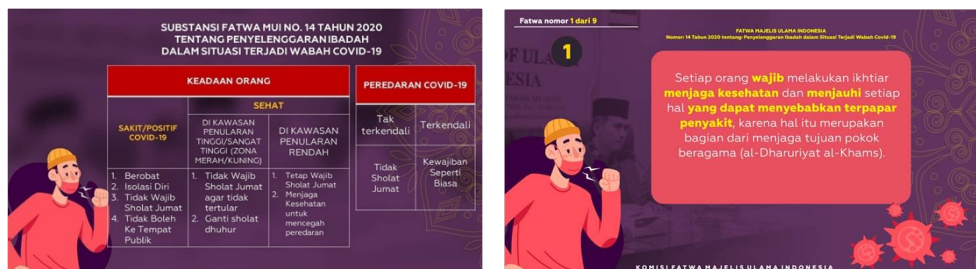 SUBSTANSI FATWA MUI NO. 14 TAHUN 2020
TENTANG PENYELENGGARAN IBADAH
DALAM SITUASI TERJADI WABAH COVID-19
KEADAAN ORANG
SAKIT/POSITIF
COVID-19
SEHAT
DI KAWASAN
PENULARAN
TINGGI/SANGAT
TINGGI (ZONA
MERAH/KUNING)
DI KAWASAN
PENULARAN
RENDAH
1. Berobat
2. Isolasi Diri
3. Tidak Wajib
Sholat Jumat
4. Tidak Boleh
Ke Tempat
Publik
1. Tidak Wajib
Sholat Jumat
agar tidak
tertular
2. Ganti sholat
dhuhur
1. Tetap Wajib
Sholat Jumat
2. Menjaga
Kesehatan
untuk
mencegah
peredaran
PEREDARAN COVID-19
Tak
terkendali
Terkendali
Tidak
Sholat
Jumat
Kewajiban
Seperti
Biasa
Fatwa nomor 1 dari 9
FATWA MAJELIS ULAMA INDONESIA
Nomor: 14 Tahun 2020 tentang: Penyelenggaran Ibadah dalam Situasi Terjadi Wabah Covid-19
1
Setiap orang wajib melakukan ikhtiar
menjaga kesehatan dan menjauhi setiap
hal yang dapat menyebabkan terpapar
penyakit, karena hal itu merupakan
bagian dari menjaga tujuan pokok
beragama (al-Dharuriyat al-Khams).
KOMISI FATWA MAJELIS ULAMA INDONESIA